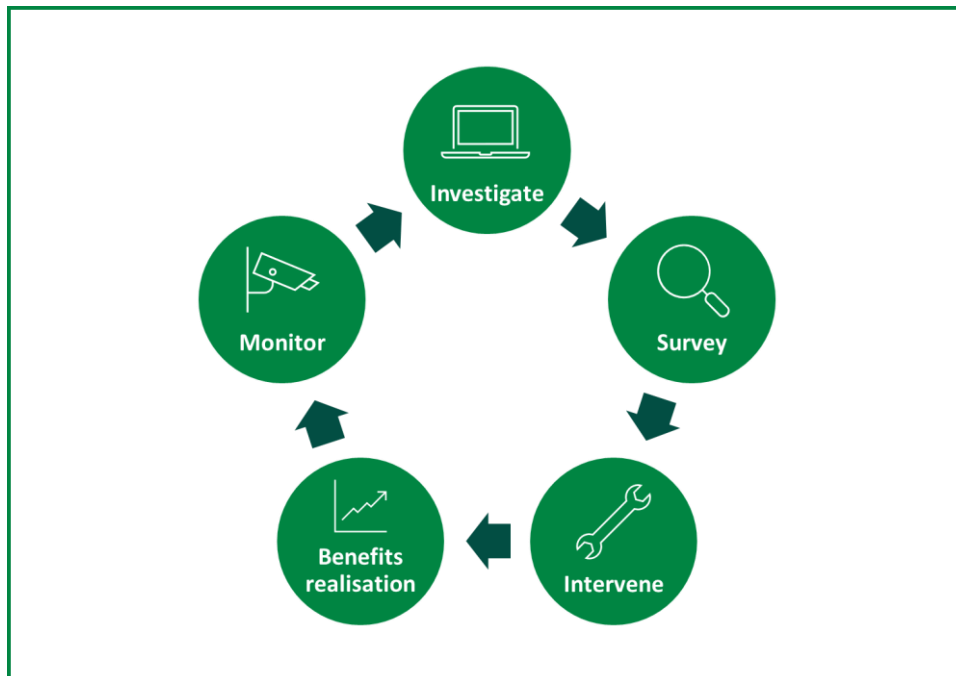 Investigate
Survey
Intervene
Benefits
realisation
Monitor